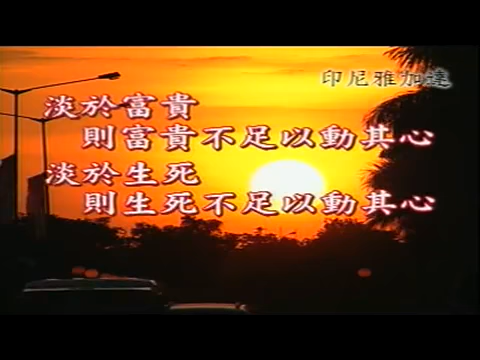 印尼雅加達
淡於富貴
則富貴不足以動其心
淡於生死
則生死不足以動其心